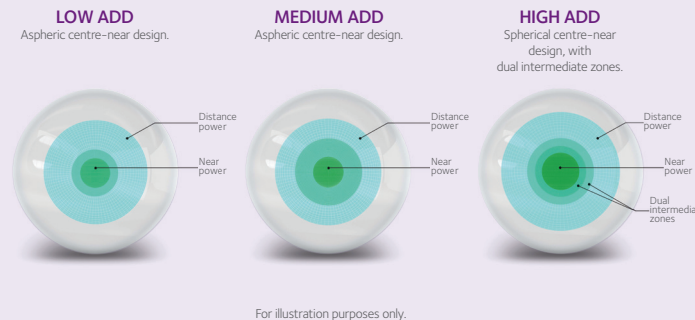 LOW ADD
Aspheric centre-near design.
Distance
power
Near
power
MEDIUM ADD
Aspheric centre-near design.
Distance
power
Near
power
HIGH ADD
Spherical centre-near
design, with
dual intermediate zones.
Distance
power
Near
power
Dual
intermedia
zones
For illustration purposes only.